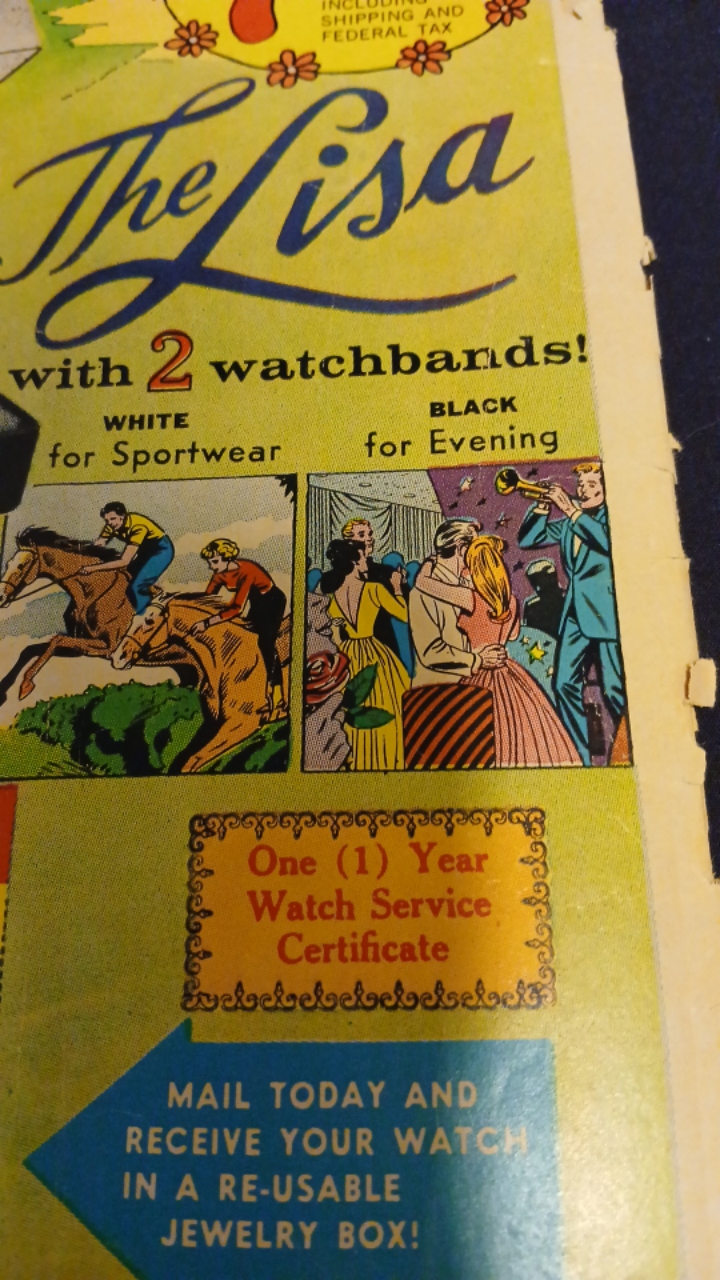 INCLUDING
SHIPPING AND
FEDERAL TAX
The Lisa
with 2 watchbands!
WHITE
for Sportwear
BLACK
for Evening
One (1) Year
Watch Service
Certificate
MAIL TODAY AND
RECEIVE YOUR WATCH
IN A RE-USABLE
JEWELRY BOX!